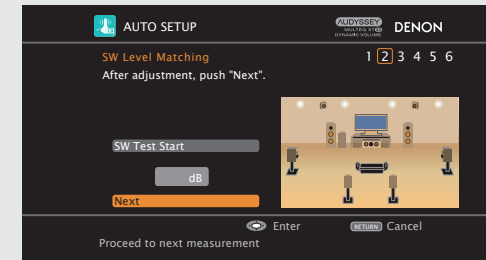 AUTO SETUP
AUDYSSEY
MULTEQ XT32
DYNAMIC VOLUME
DENON
SW Level Matching
1 2 3 4 5 6
After adjustment, push "Next".
SW Test Start
dB
Next
Enter
RETURN Cancel
Proceed to next measurement